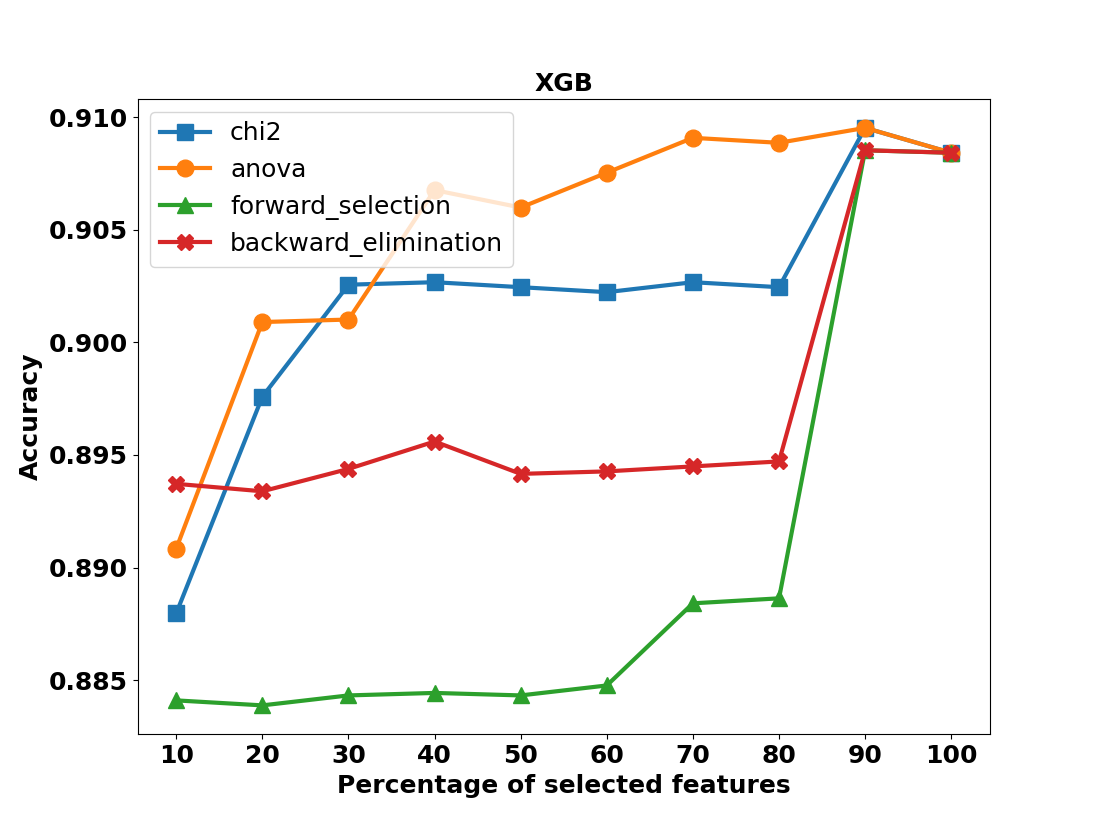 XGB
0.910
0.905
0.900
0.895
0.890
0.885
Accuracy
chi2
anova
forward_selection
backward_elimination
10 20 30 40 50 60 70 80 90 100
Percentage of selected features